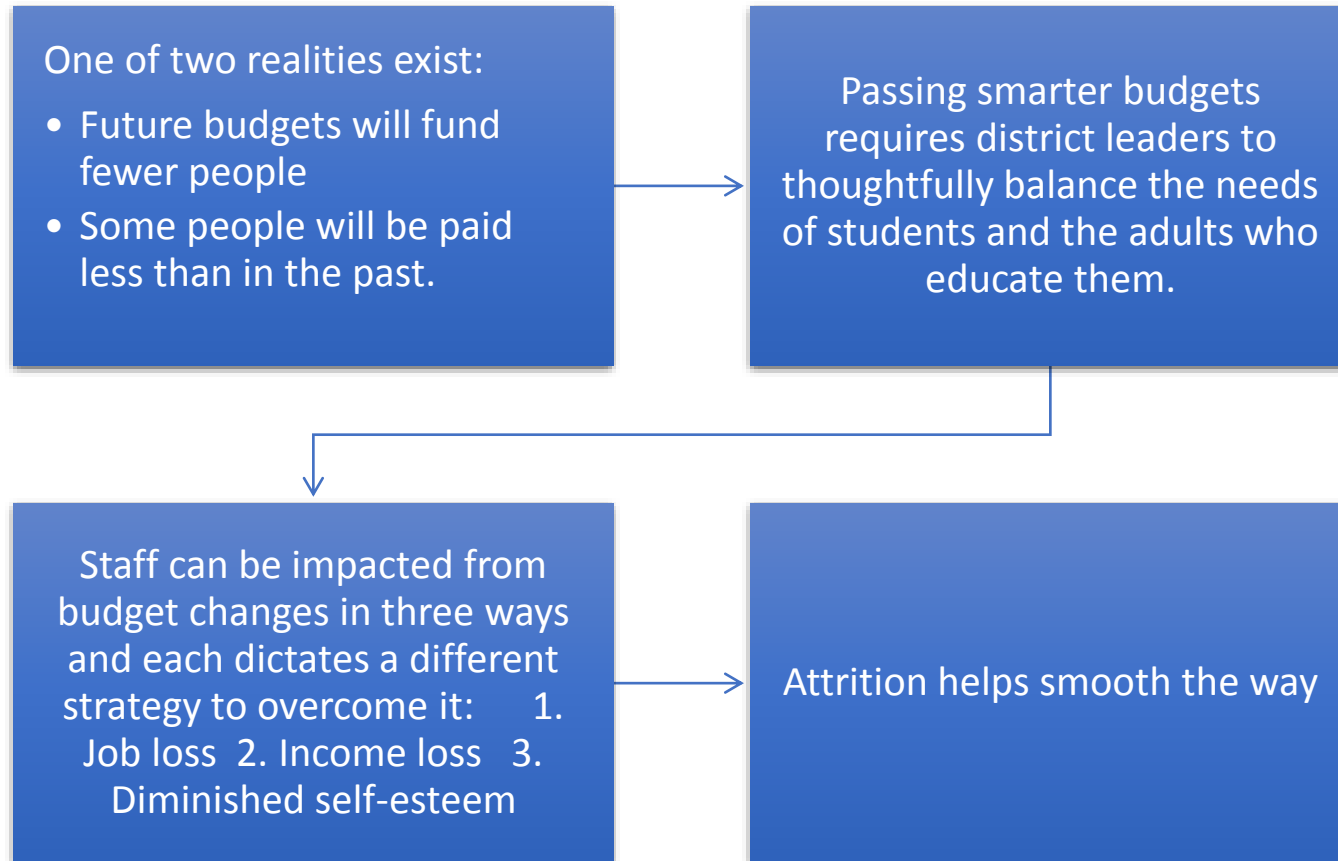 One of two realities exist:
• Future budgets will fund
fewer people
• Some people will be paid
less than in the past.
Passing smarter budgets
requires district leaders to
thoughtfully balance the needs
of students and the adults who
educate them.
Staff can be impacted from
budget changes in three ways
and each dictates a different
strategy to overcome it: 1.
Job loss 2. Income loss 3.
Diminished self-esteem
Attrition helps smooth the way